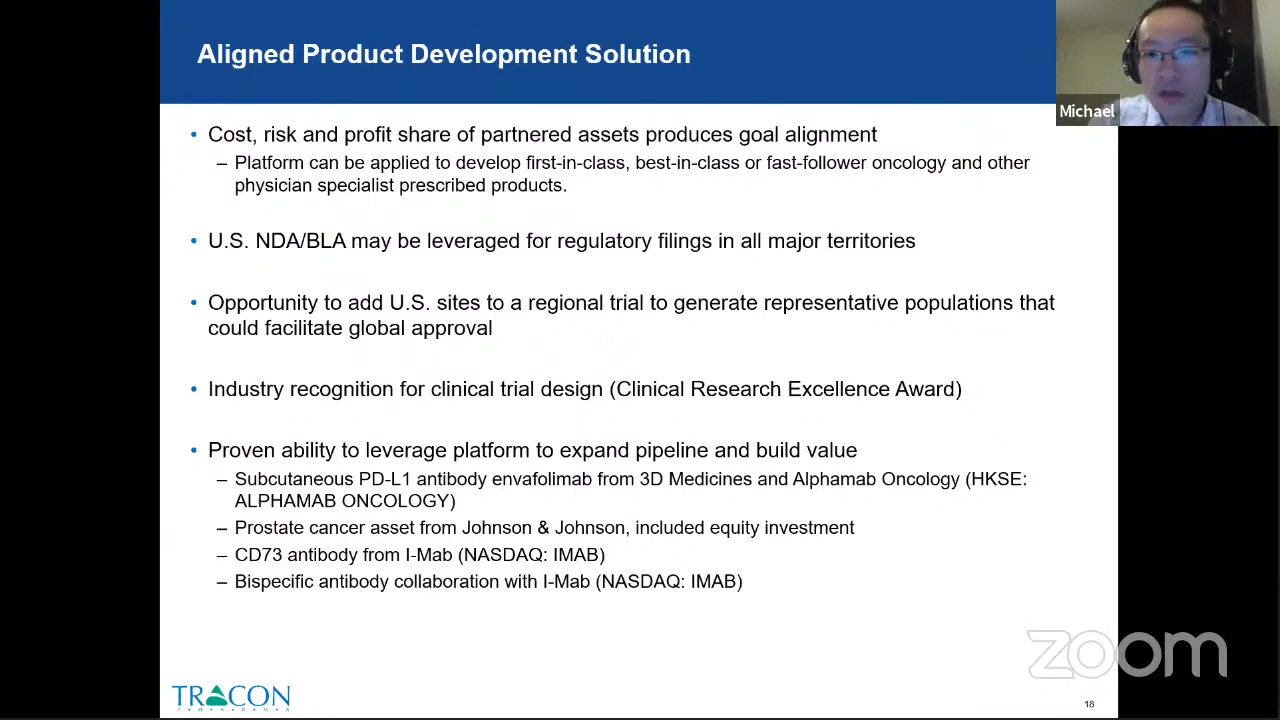 Aligned Product Development Solution
Michael
• Cost, risk and profit share of partnered assets produces goal alignment
– Platform can be applied to develop first-in-class, best-in-class or fast-follower oncology and other
physician specialist prescribed products.
• U.S. NDA/BLA may be leveraged for regulatory filings in all major territories
• Opportunity to add U.S. sites to a regional trial to generate representative populations that
could facilitate global approval
• Industry recognition for clinical trial design (Clinical Research Excellence Award)
• Proven ability to leverage platform to expand pipeline and build value
– Subcutaneous PD-L1 antibody envafolimab from 3D Medicines and Alphamab Oncology (HKSE:
ALPHAMAB ONCOLOGY)
– Prostate cancer asset from Johnson & Johnson, included equity investment
– CD73 antibody from I-Mab (NASDAQ: IMAB)
– Bispecific antibody collaboration with I-Mab (NASDAQ: IMAB)
zoom
TRACON
18